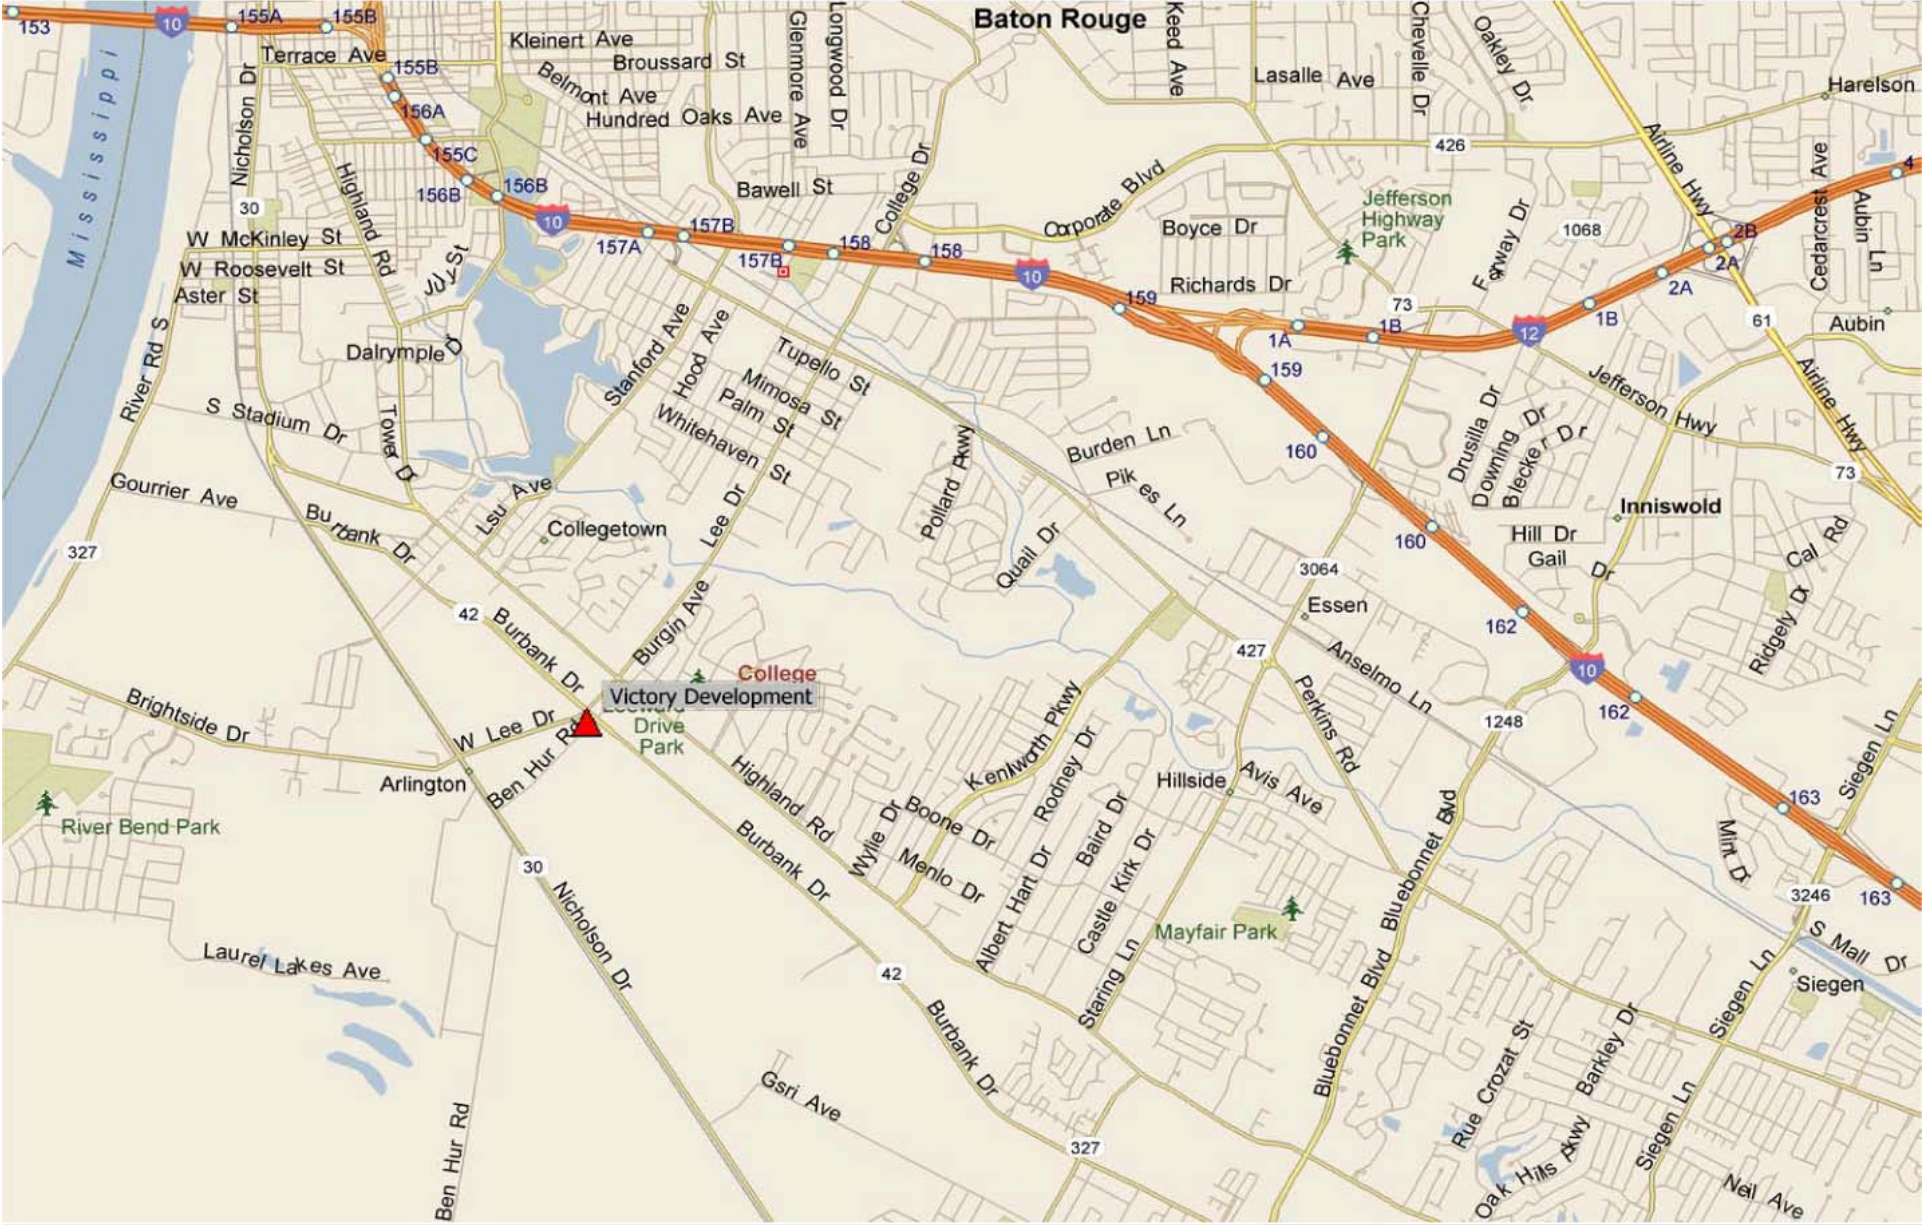 Baton Rouge
153
10
155A
155B
Terrace Ave
155B
156A
155C
156B
156B
Kleinert Ave
Broussard St
Belmont Ave
Hundred Oaks Ave
Glenmore Ave
Longwood Dr
Keed Ave
Lasalle Ave
Chevelle Dr
Oakley Dr
Harelson
Airline Hwy
426
Mississippi
Nicholson Dr
30
Highland Rd
W McKinley St
W Roosevelt St
Aster St
July St
10
157A
157B
157B
158
158
Bawell St
College Dr
Corporate Blvd
Boyce Dr
Richards Dr
Jefferson
Highway
Park
1068
Cedarcrest Ave
Aubin Ln
4
2B
2A
2A
1B
61
Aubin
10
159
159
1A
1B
73
12
Jefferson Hwy
Airline Hwy
73
River Rd S
Dalrymple D
Stanford Ave
Hood Ave
Tupello St
Mimosa St
Palm St
Whitehaven St
S Stadium Dr
Tower Dr
Gourrier Ave
Burbank Dr
Lsu Ave
Collegetown
Lee Dr
Pollard Pkwy
Quail Dr
Burden Ln
Pikes Ln
160
160
Drusilla Dr
Downing Dr
Blecker Dr
Inniswold
Hill Dr
Gail Dr
Cal Rd
Ridgely Dr
327
42
Burbank Dr
Burgin Ave
3064
Essen
162
427
Anselmo Ln
10
162
Perkins Rd
1248
Siegen Ln
College
Victory Development
Drive
Park
Brightside Dr
W Lee Dr
Ben Hur Rd
Arlington
River Bend Park
Highland Rd
Kenilworth Pkwy
Rodney Dr
Hillside
Avis Ave
Boone Dr
Wylie Dr
Menlo Dr
Baird Dr
Castle Kirk Dr
Albert Hart Dr
Staring Ln
Bluebonnet Blvd
Bluebonnet Blvd
Mayfair Park
Mint D
163
163
3246
S Mall Dr
Siegen
Siegen Ln
Siegen Ln
30
Nicholson Dr
Burbank Dr
42
Burbank Dr
Laurel Lakes Ave
Ben Hur Rd
Gsri Ave
327
Rue Crozat St
Barkley Dr
Oak Hills Pkwy
Neil Ave